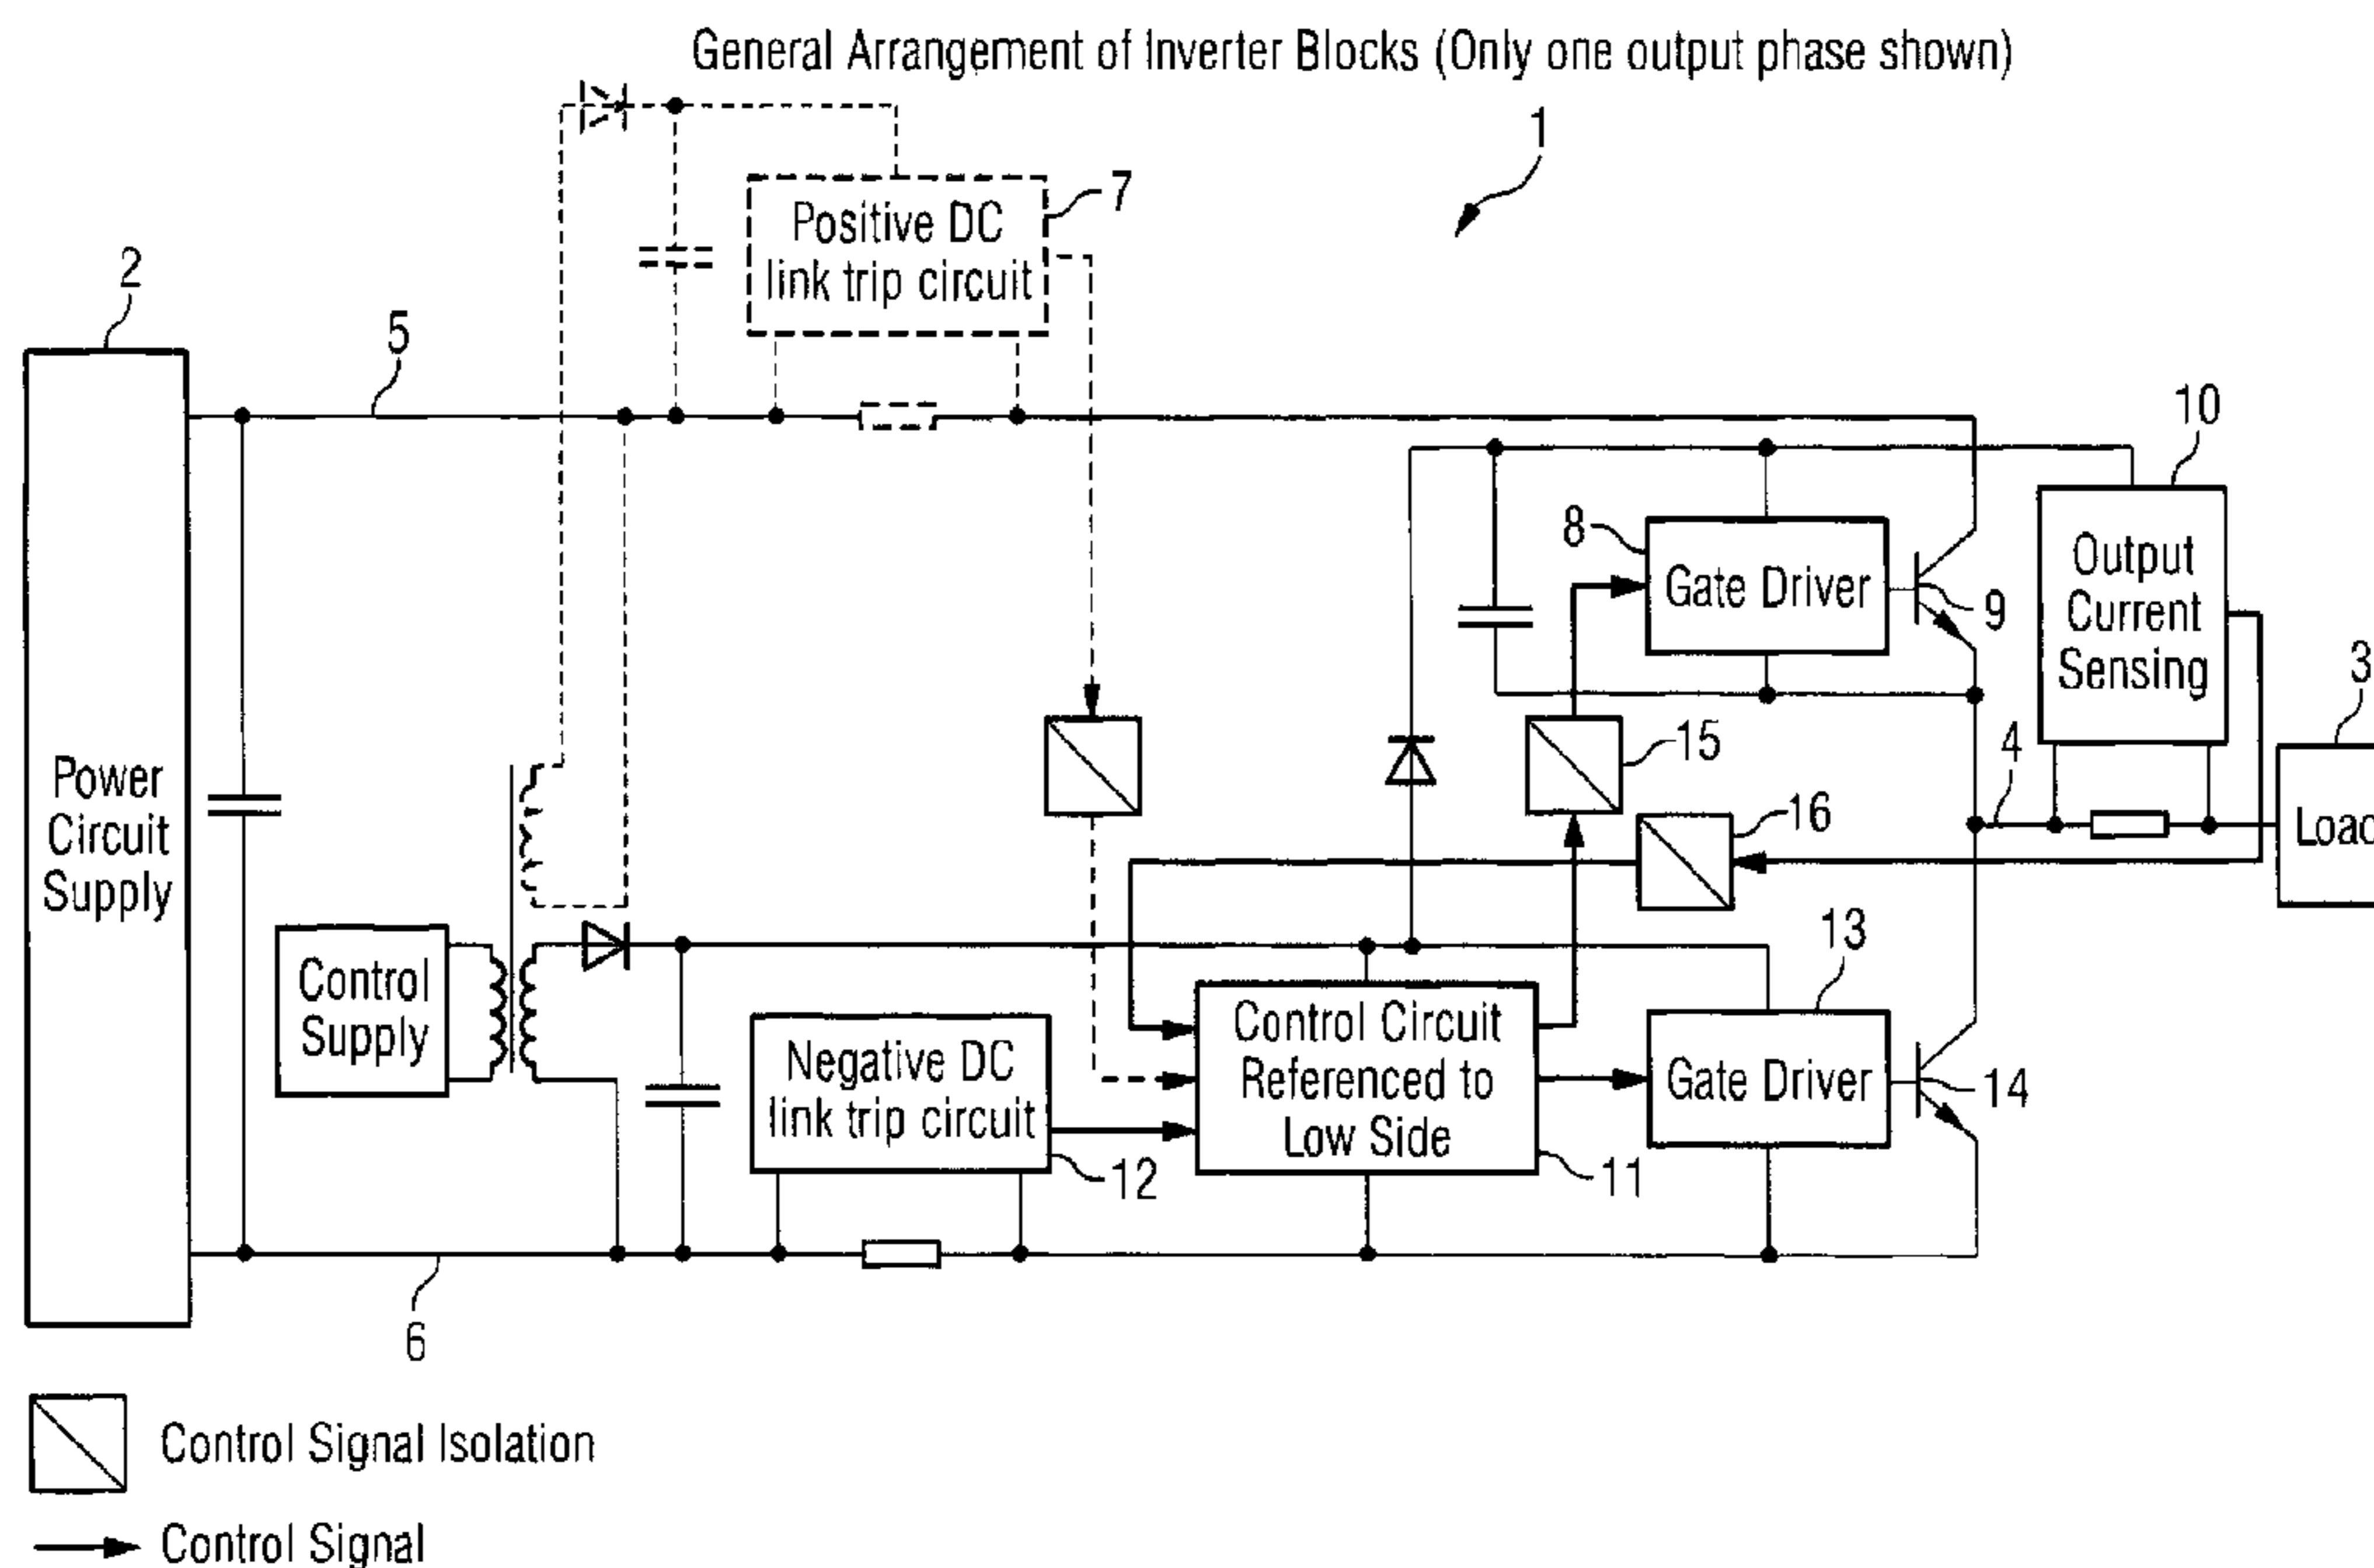 General Arrangement of Inverter Blocks (Only one output phase shown)
1
2
5
7
Positive DC
link trip circuit
10
8
Gate Driver
9
Output
Current
Sensing
3
4
15
16
Load
Power
Circuit
Supply
13
Control
Supply
Negative DC
link trip circuit
12
Control Circuit
Referenced to
Low Side
11
Gate Driver
14
6
Control Signal Isolation
Control Signal